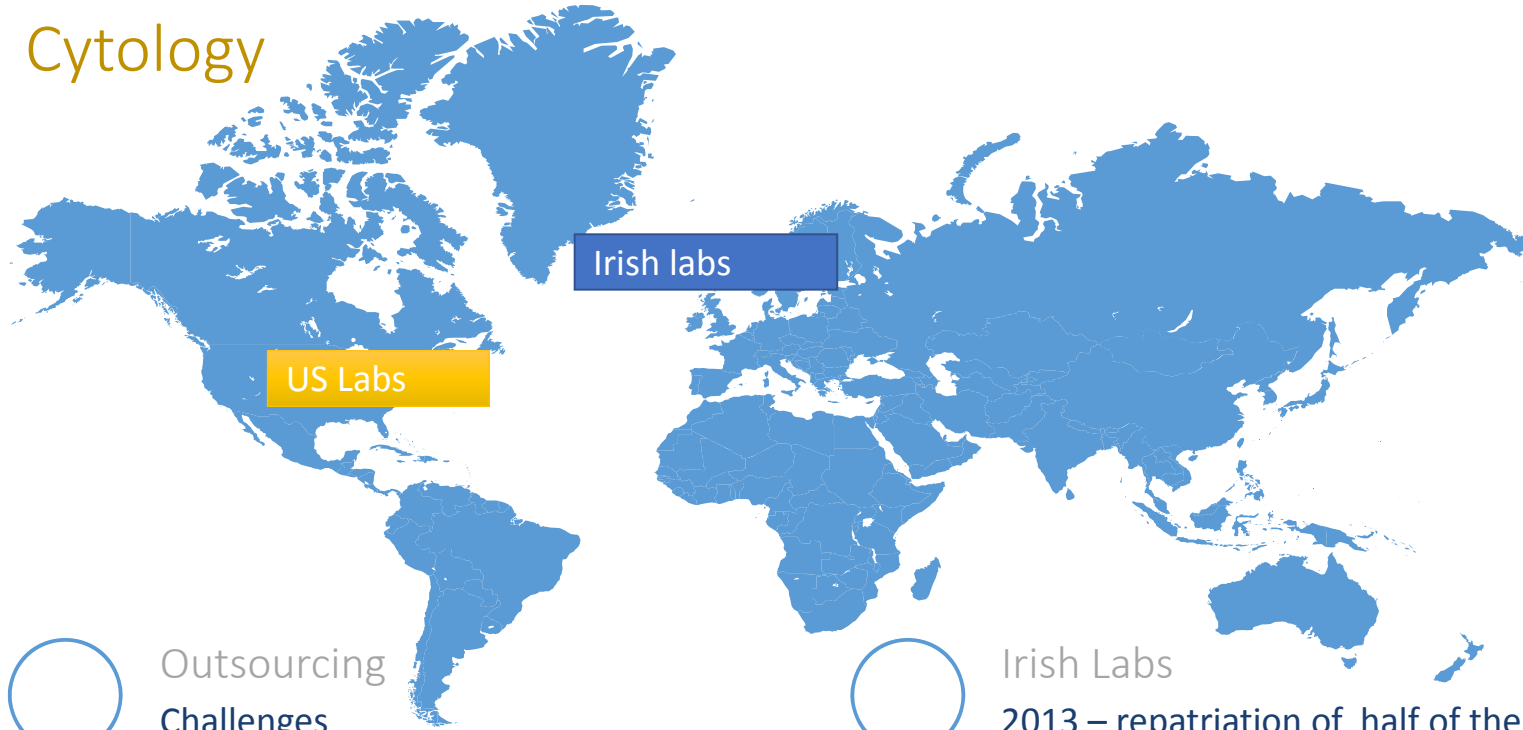 Cytology
Irish labs
US Labs
Outsourcing
Challenges
Irish Labs
2013 – repatriation of half of the